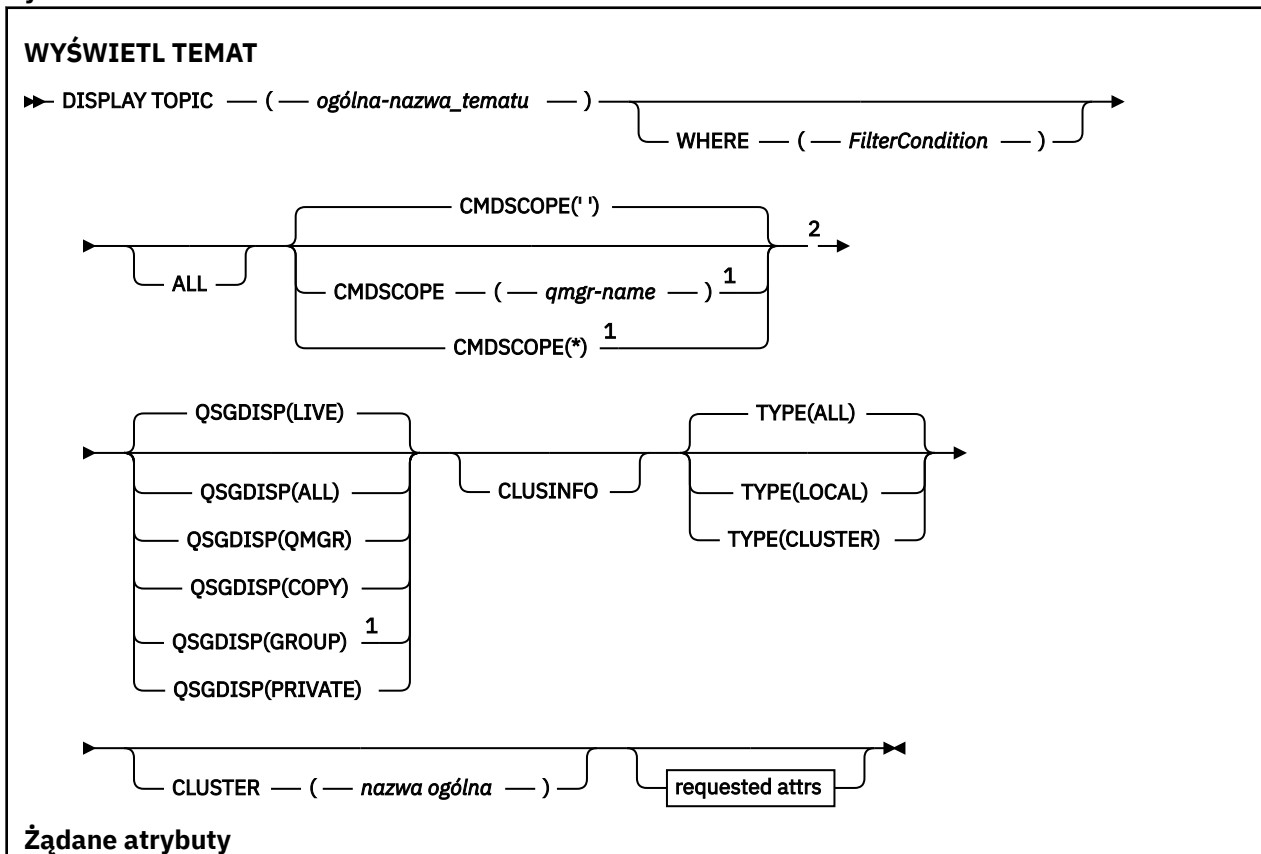 WYŚWIETL TEMAT
DISPLAY TOPIC ( ogólna-nazwa_tematu )
WHERE ( FilterCondition )
CMDSCOPE(' ')
2
ALL
CMDSCOPE ( qmgr-name ) 1
CMDSCOPE(*) 1
QSGDISP(LIVE) TYPE(ALL)
QSGDISP(ALL) CLUSINFO TYPE(LOCAL)
QSGDISP(QMGR) TYPE(CLUSTER)
QSGDISP(COPY)
QSGDISP(GROUP) 1
QSGDISP(PRIVATE)
CLUSTER ( nazwa ogólna ) requested attrs
Żądane atrybuty